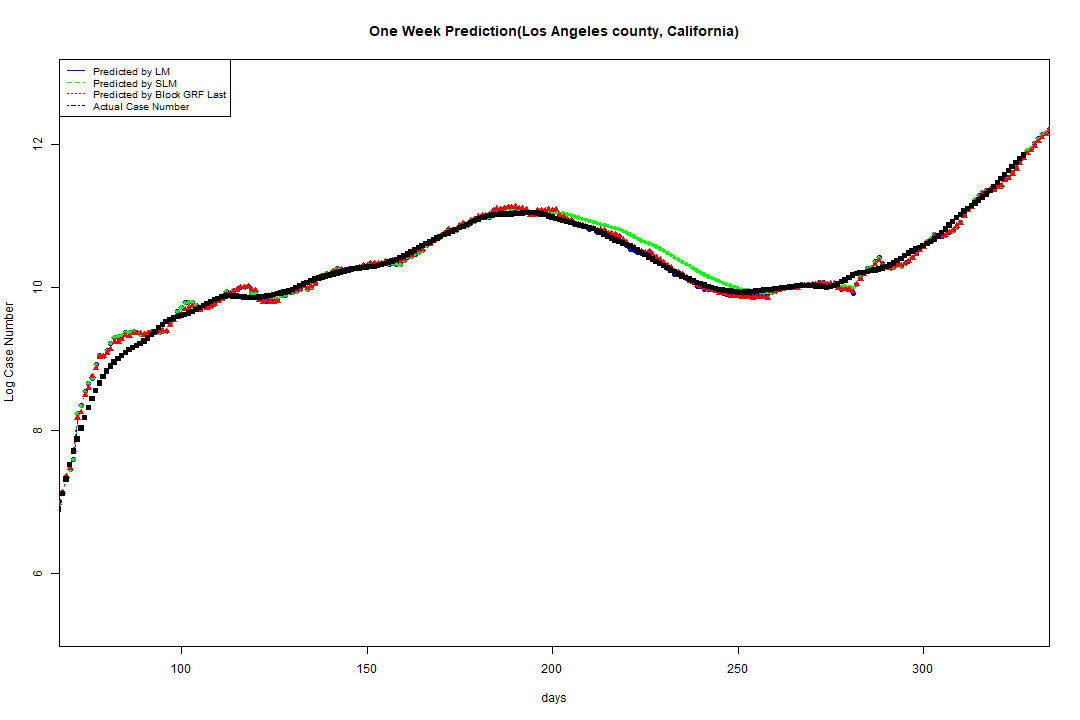 One Week Prediction(Los Angeles county, California)
Predicted by LM
Predicted by SLM
Predicted by Block GRF Last
Actual Case Number
12
10
8
6
Log Case Number
100 150 200 250 300
days